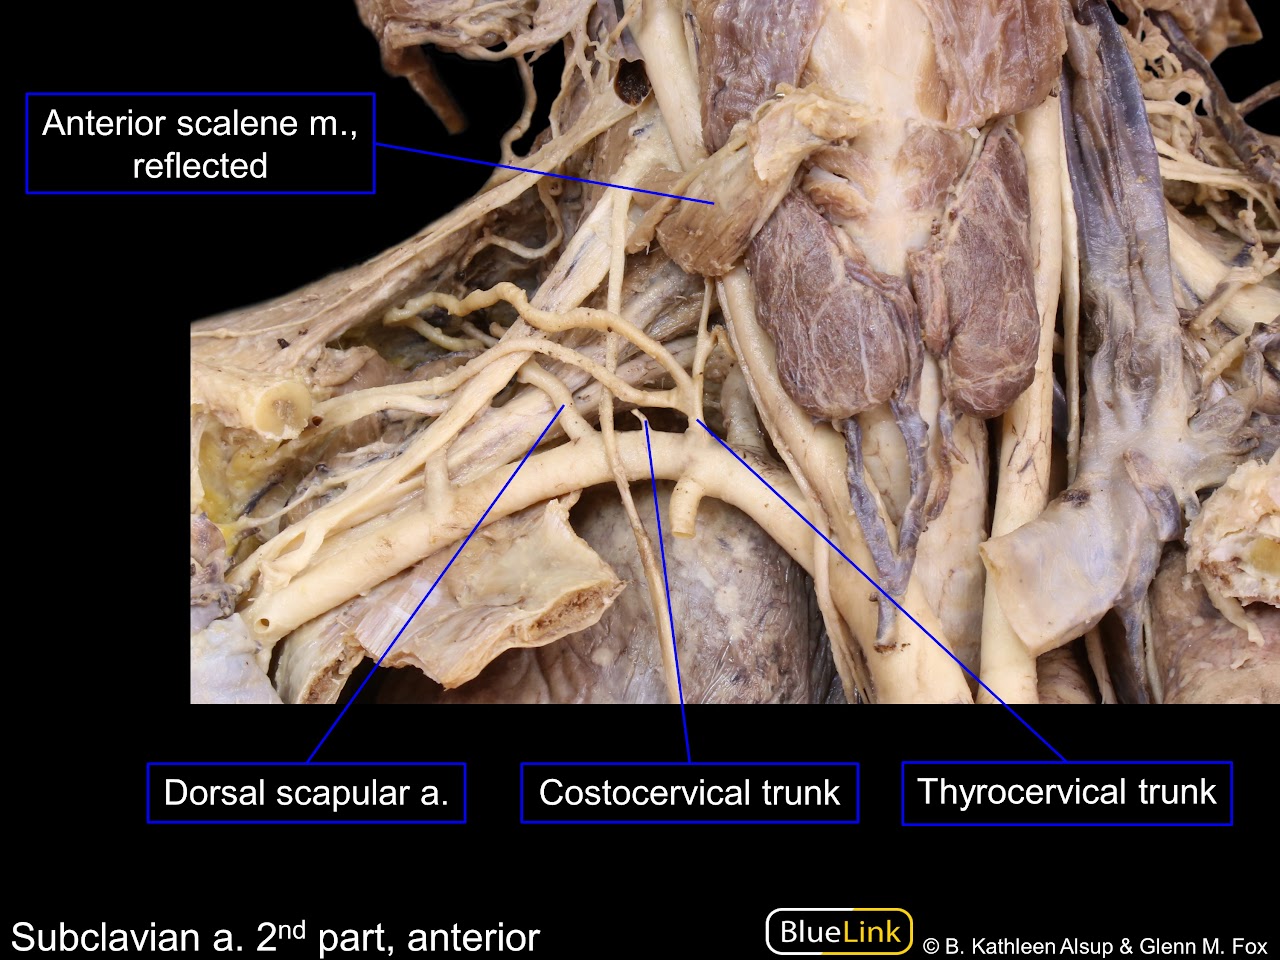 Anterior scalene m.,
reflected
Dorsal scapular a.
Costocervical trunk
Thyrocervical trunk
Subclavian a. 2nd part, anterior
BlueLink
© B. Kathleen Alsup & Glenn M. Fox